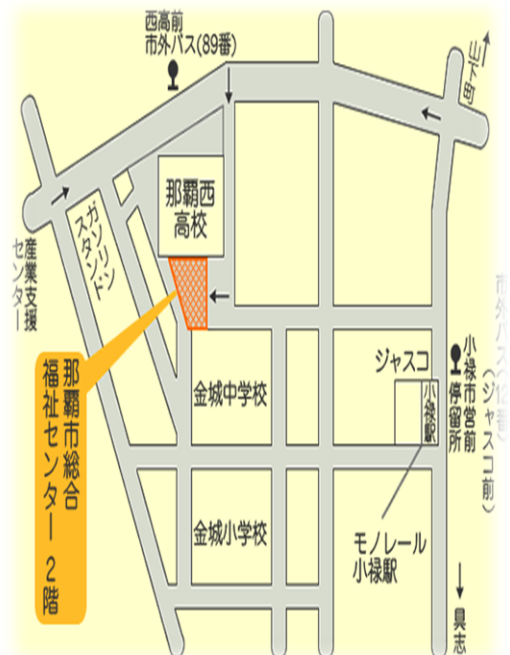 西高前
市外バス(89番)
山下町
那覇西
高校
ガソリン
スタンド
産業支援
センター
那覇市総合
福祉センター 2階
金城中学校
ジャスコ
小禄駅
小禄市営前
停留所
(ジャスコ前)
市外バス(12番)
金城小学校
モノレール
小禄駅
具志